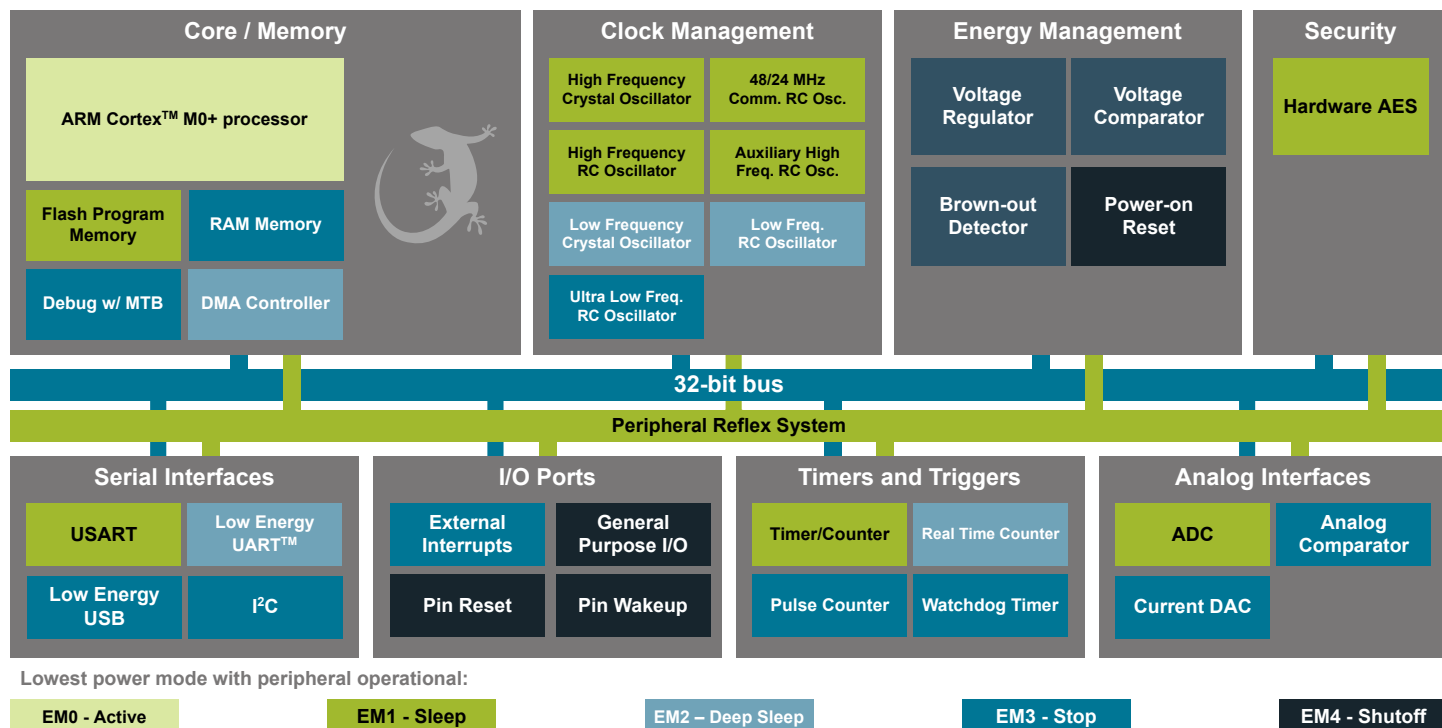 Core / Memory
ARM Cortex™ M0+ processor
Flash Program
Memory
RAM Memory
Debug w/ MTB
DMA Controller
Clock Management
High Frequency
Crystal Oscillator
48/24 MHz
Comm. RC Osc.
High Frequency
RC Oscillator
Auxiliary High
Freq. RC Osc.
Low Frequency
Crystal Oscillator
Low Freq.
RC Oscillator
Ultra Low Freq.
RC Oscillator
Energy Management
Voltage
Regulator
Voltage
Comparator
Brown-out
Detector
Power-on
Reset
Security
Hardware AES
32-bit bus
Peripheral Reflex System
Serial Interfaces
USART
Low Energy
UART™
Low Energy
USB
I²C
I/O Ports
External
Interrupts
General
Purpose I/O
Pin Reset
Pin Wakeup
Timers and Triggers
Timer/Counter
Real Time Counter
Pulse Counter
Watchdog Timer
Analog Interfaces
ADC
Analog
Comparator
Current DAC
Lowest power mode with peripheral operational:
EM0 - Active
EM1 - Sleep
EM2 – Deep Sleep
EM3 - Stop
EM4 - Shutoff